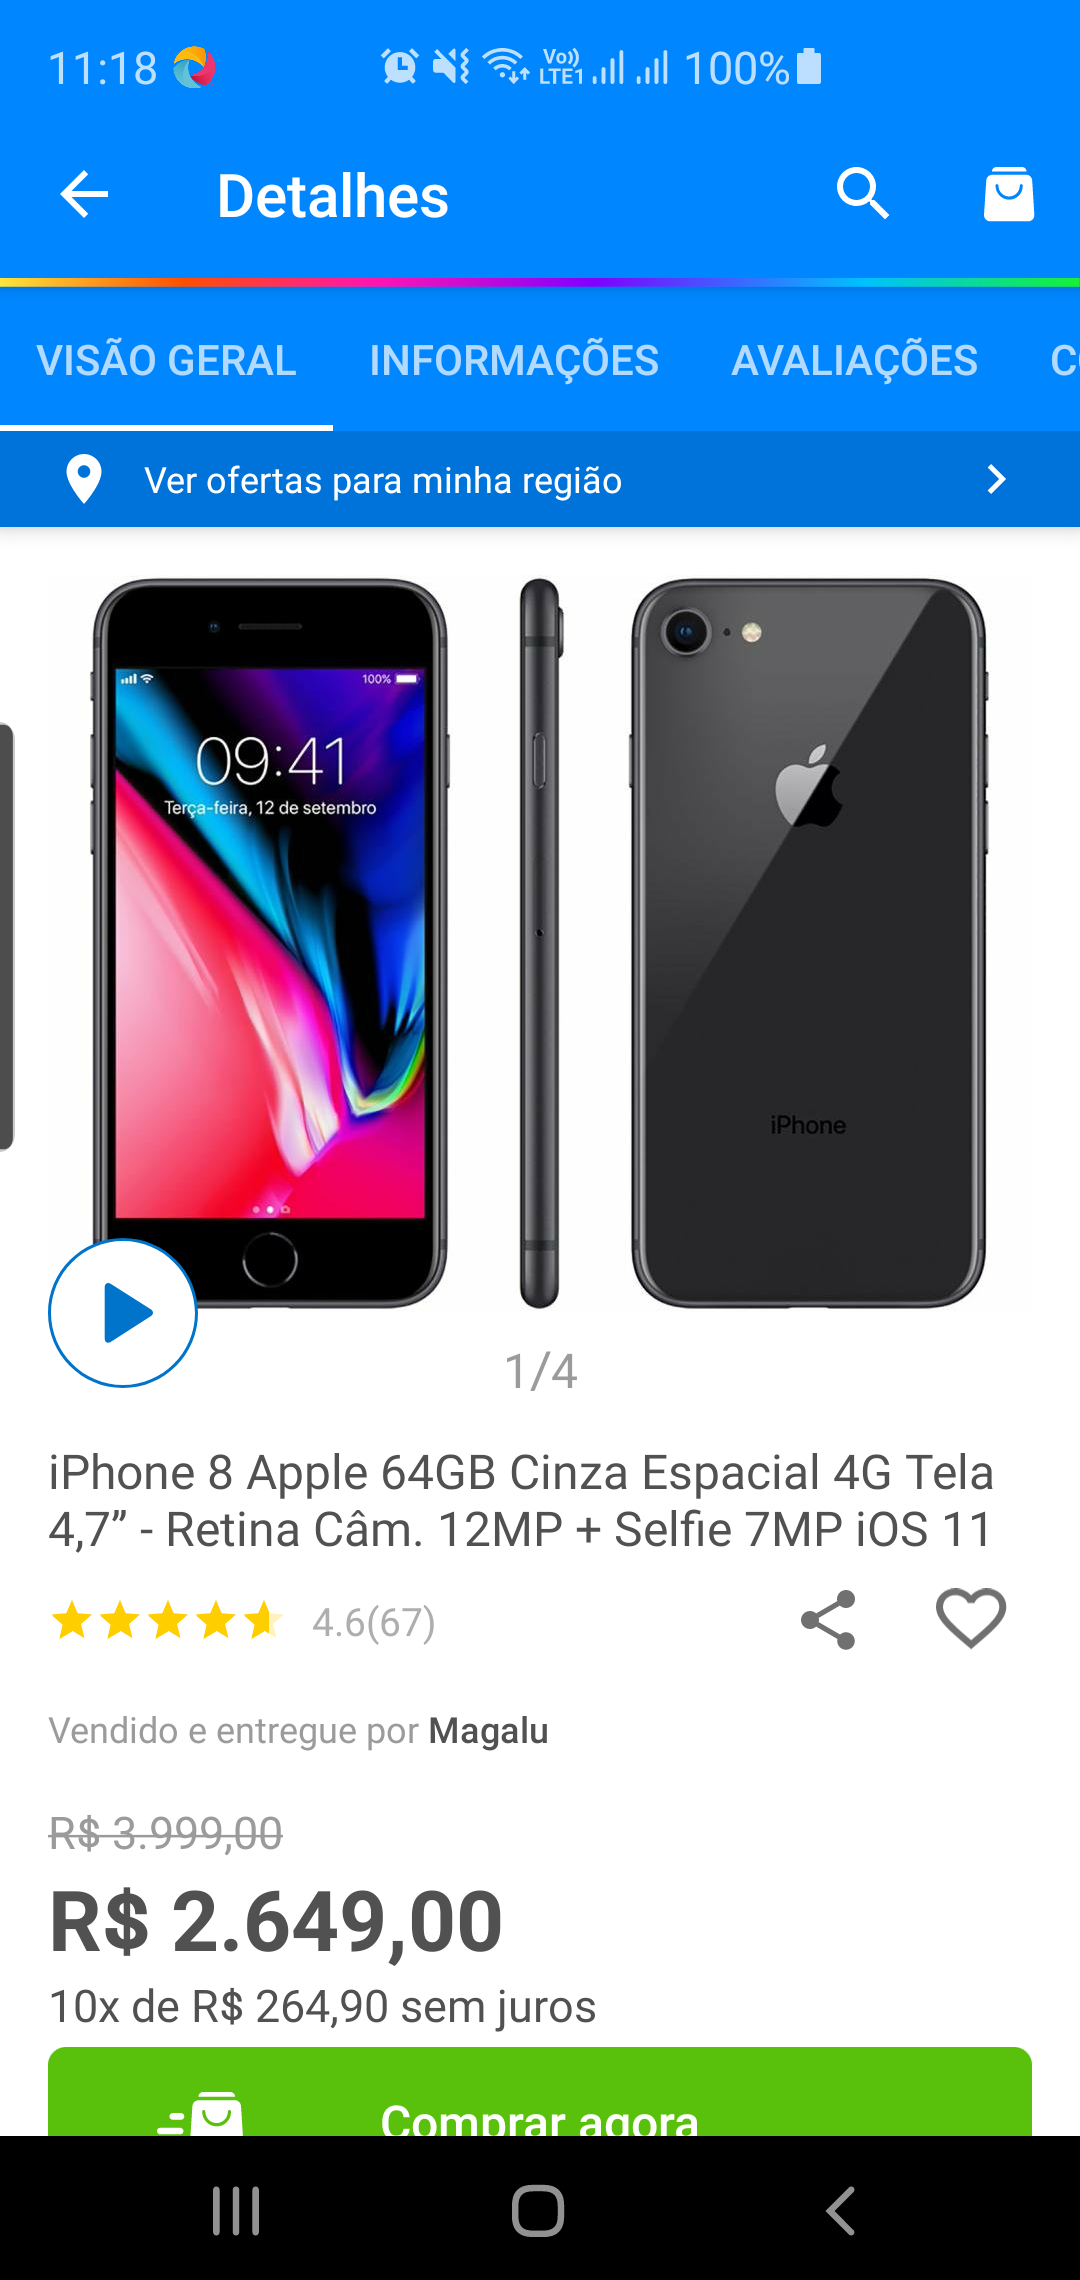 11:18 Vo)) LTE1 100%
Detalhes
VISÃO GERAL INFORMAÇÕES AVALIAÇÕES
Ver ofertas para minha região
100%
09:41
Terça-feira, 12 de setembro
iPhone
1/4
iPhone 8 Apple 64GB Cinza Espacial 4G Tela
4,7” - Retina Câm. 12MP + Selfie 7MP iOS 11
4.6(67)
Vendido e entregue por Magalu
R$ 3.999,00
R$ 2.649,00
10x de R$ 264,90 sem juros
Comprar agora